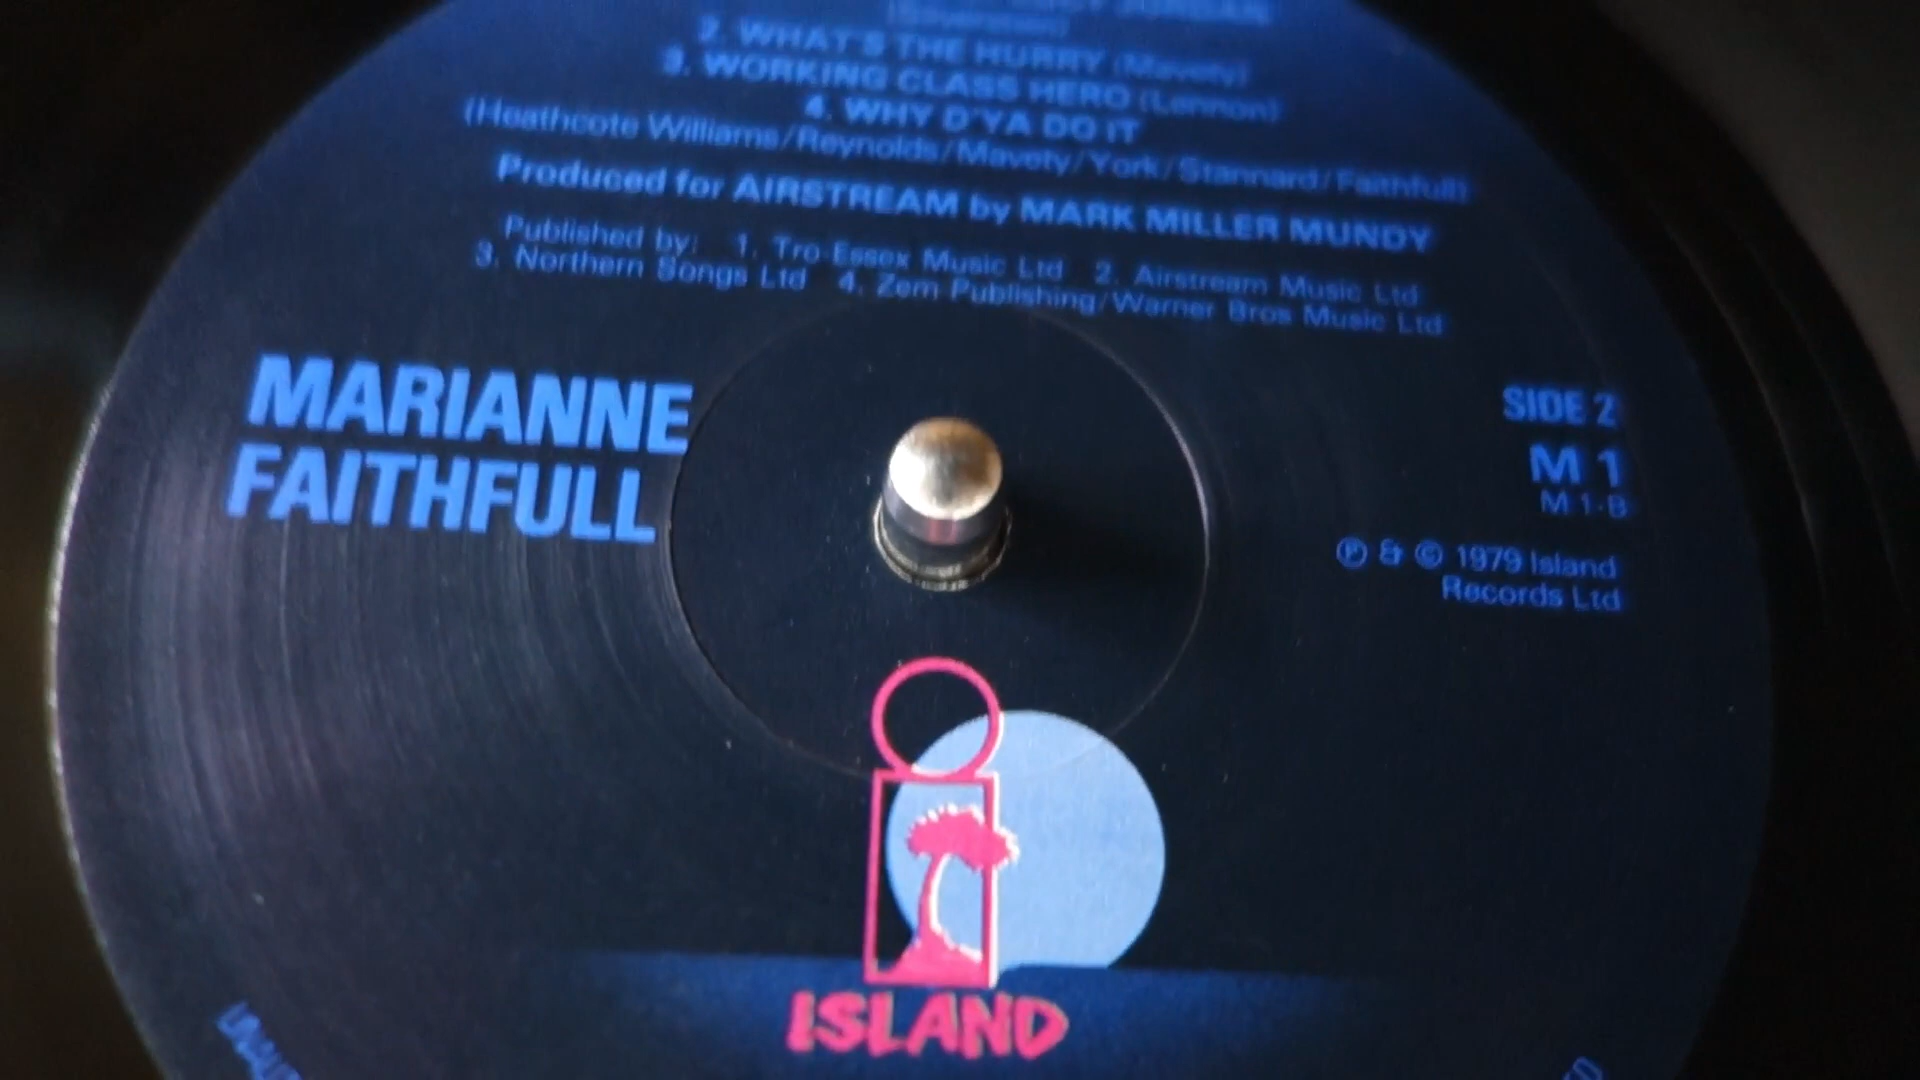 JORDAN
2. WHAT'S THE HURRY (Mavety)
3. WORKING CLASS HERO (Lennon)
4. WHY D'YA DO IT
(Heathcote Williams/Reynolds/Mavety/York/Stannard/Faithfull)
Produced for AIRSTREAM by MARK MILLER MUNDY
Published by: 1. Tro-Essex Music Ltd 2. Airstream Music Ltd
3. Northern Songs Ltd 4. Zem Publishing/Warner Bros Music Ltd
MARIANNE
FAITHFULL
SIDE 2
M 1
M 1-B
Ⓟ & © 1979 Island
Records Ltd
ISLAND